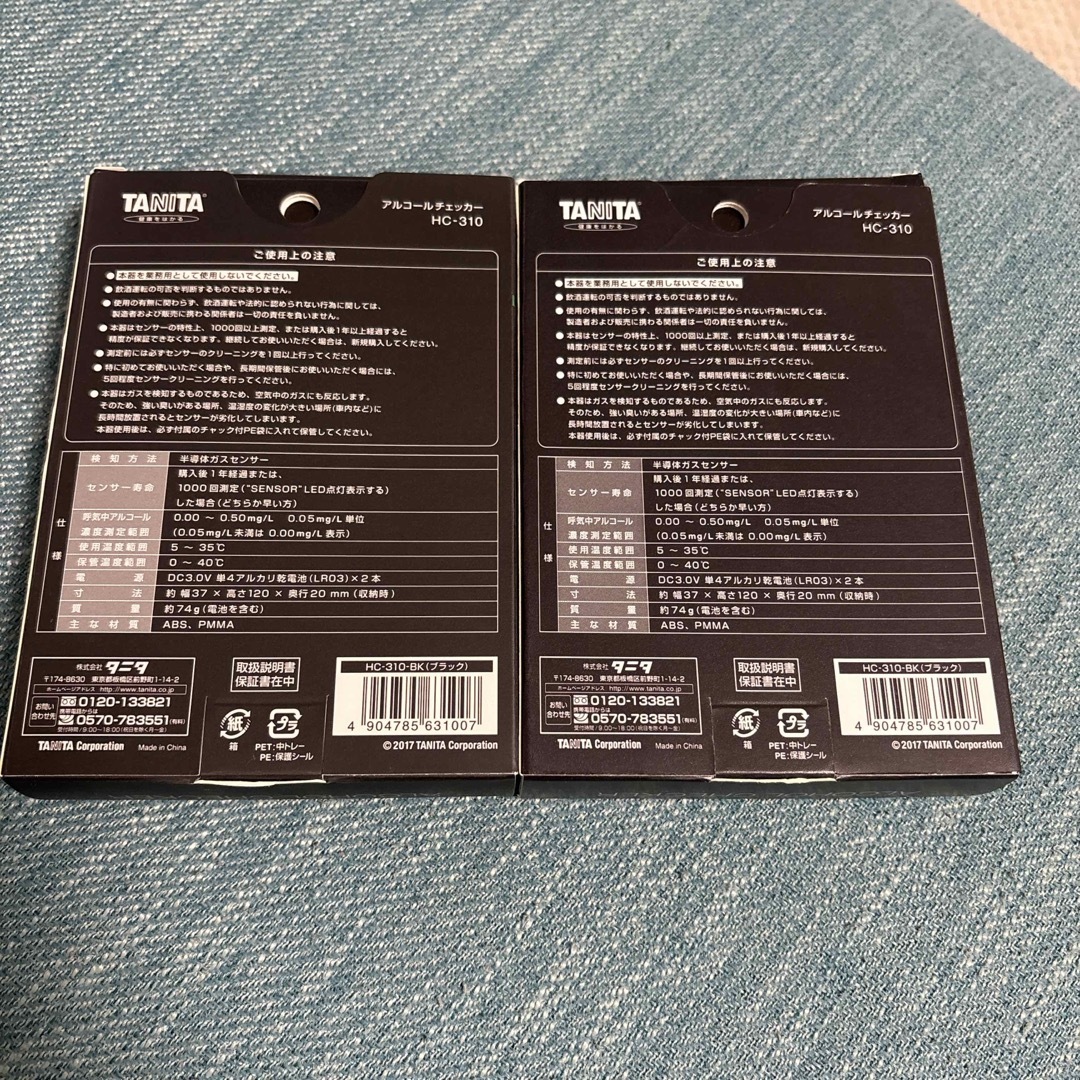 TANITA
健康をはかる
アルコールチェッカー
HC-310
ご使用上の注意
●本器を業務用として使用しないでください。
●飲酒運転の可否を判断するものではありません。
●使用の有無に関わらず、飲酒運転や法的に認められない行為に関しては、
製造者および販売に携わる関係者は一切の責任を負いません。
●本器はセンサーの特性上、1000回以上測定、または購入後1年以上経過すると
精度が保証できなくなります。継続してお使いいただく場合は、新規購入してください。
●測定前には必ずセンサーのクリーニングを1回以上行ってください。
●特に初めてお使いいただく場合や、長期間保管後にお使いいただく場合には、
5回程度センサークリーニングを行ってください。
●本器はガスを検知するものであるため、空気中のガスにも反応します。
そのため、強い臭いがある場所、温湿度の変化が大きい場所(車内など)に
長時間放置されるとセンサーが劣化してしまいます。
本器使用後は、必ず付属のチャック付PE袋に入れて保管してください。
仕様
検知方法 半導体ガスセンサー
センサー寿命 購入後1年経過または、
1000回測定("SENSOR"LED点灯表示する)
した場合(どちらか早い方)
呼気中アルコール 0.00 ～ 0.50mg/L 0.05mg/L単位
濃度測定範囲 (0.05mg/L未満は 0.00mg/L 表示)
使用温度範囲 5 ～ 35℃
保管温度範囲 0 ～ 40℃
電源 DC3.0V 単4アルカリ乾電池(LR03)×2本
寸法 約 幅37 × 高さ120 × 奥行20 mm (収納時)
質量 約74g(電池を含む)
主な材質 ABS、PMMA
株式会社 タニタ
〒174-8630 東京都板橋区前野町1-14-2
ホームページアドレス http://www.tanita.co.jp
お問い合わせ先
0120-133821
携帯電話からは
0570-783551(有料)
受付時間/9:00～18:00(祝日を除く月～金)
TANITA Corporation Made in China
取扱説明書
保証書在中
紙
箱
プラ
PET:中トレー
PE:保護シール
HC-310-BK(ブラック)
4 904785 631007
©2017 TANITA Corporation
TANITA
健康をはかる
アルコールチェッカー
HC-310
ご使用上の注意
●本器を業務用として使用しないでください。
●飲酒運転の可否を判断するものではありません。
●使用の有無に関わらず、飲酒運転や法的に認められない行為に関しては、
製造者および販売に携わる関係者は一切の責任を負いません。
●本器はセンサーの特性上、1000回以上測定、または購入後1年以上経過すると
精度が保証できなくなります。継続してお使いいただく場合は、新規購入してください。
●測定前には必ずセンサーのクリーニングを1回以上行ってください。
●特に初めてお使いいただく場合や、長期間保管後にお使いいただく場合には、
5回程度センサークリーニングを行ってください。
●本器はガスを検知するものであるため、空気中のガスにも反応します。
そのため、強い臭いがある場所、温湿度の変化が大きい場所(車内など)に
長時間放置されるとセンサーが劣化してしまいます。
本器使用後は、必ず付属のチャック付PE袋に入れて保管してください。
仕様
検知方法 半導体ガスセンサー
センサー寿命 購入後1年経過または、
1000回測定("SENSOR"LED点灯表示する)
した場合(どちらか早い方)
呼気中アルコール 0.00 ～ 0.50mg/L 0.05mg/L単位
濃度測定範囲 (0.05mg/L未満は 0.00mg/L 表示)
使用温度範囲 5 ～ 35℃
保管温度範囲 0 ～ 40℃
電源 DC3.0V 単4アルカリ乾電池(LR03)×2本
寸法 約 幅37 × 高さ120 × 奥行20 mm (収納時)
質量 約74g(電池を含む)
主な材質 ABS、PMMA
株式会社 タニタ
〒174-8630 東京都板橋区前野町1-14-2
ホームページアドレス http://www.tanita.co.jp
お問い合わせ先
0120-133821
携帯電話からは
0570-783551(有料)
受付時間/9:00～18:00(祝日を除く月～金)
TANITA Corporation Made in China
取扱説明書
保証書在中
紙
箱
プラ
PET:中トレー
PE:保護シール
HC-310-BK(ブラック)
4 904785 631007
©2017 TANITA Corporation